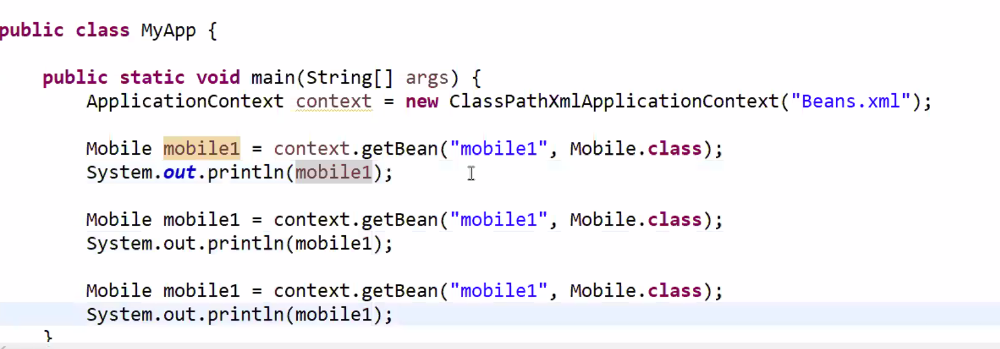 public class MyApp {
public static void main(String[] args) {
ApplicationContext context = new ClassPathXmlApplicationContext("Beans.xml");
Mobile mobile1 = context.getBean("mobile1", Mobile.class);
System.out.println(mobile1);
Mobile mobile1 = context.getBean("mobile1", Mobile.class);
System.out.println(mobile1);
Mobile mobile1 = context.getBean("mobile1", Mobile.class);
System.out.println(mobile1);
}